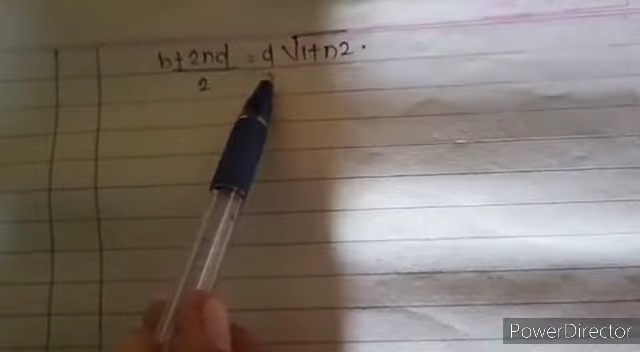 b+2nd = d √1+n2.
2
PowerDirector